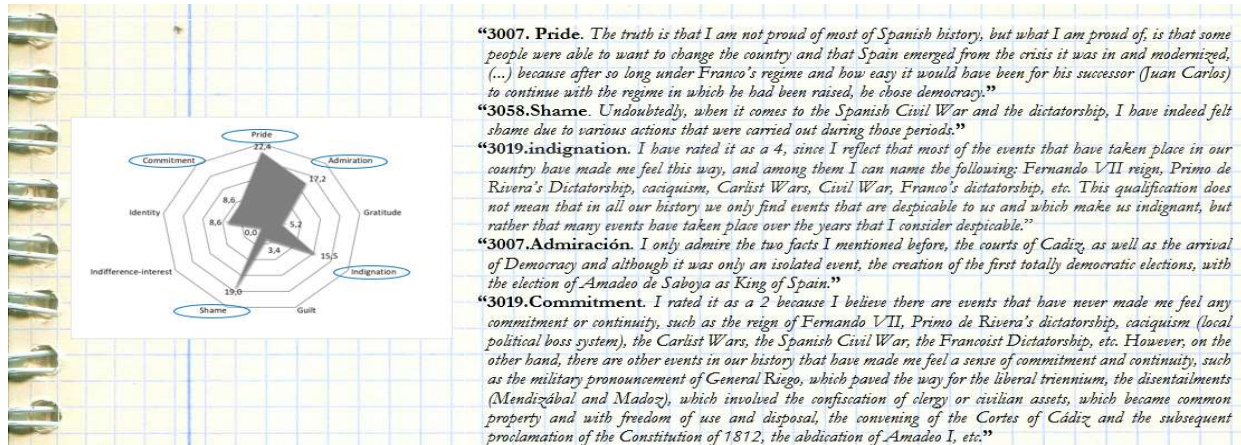 Pride
22,4
Commitment
Admiration
17,2
8,6
Identity
Gratitude
8,6
5,2
0,0
3,4
15,5
Indifference-interest
Indignation
19,0
Shame
Guilt
“3007. Pride. The truth is that I am not proud of most of Spanish history, but what I am proud of, is that some
people were able to want to change the country and that Spain emerged from the crisis it was in and modernized,
(...) because after so long under Franco’s regime and how easy it would have been for his successor (Juan Carlos)
to continue with the regime in which he had been raised, he chose democracy.”
“3058.Shame. Undoubtedly, when it comes to the Spanish Civil War and the dictatorship, I have indeed felt
shame due to various actions that were carried out during those periods.”
“3019.indignation. I have rated it as a 4, since I reflect that most of the events that have taken place in our
country have made me feel this way, and among them I can name the following: Fernando VII reign, Primo de
Rivera’s Dictatorship, caciquism, Carlist Wars, Civil War, Franco’s dictatorship, etc. This qualification does
not mean that in all our history we only find events that are despicable to us and which make us indignant, but
rather that many events have taken place over the years that I consider despicable.”
“3007.Admiración. I only admire the two facts I mentioned before, the courts of Cadiz, as well as the arrival
of Democracy and although it was only an isolated event, the creation of the first totally democratic elections, with
the election of Amadeo de Saboya as King of Spain.”
“3019.Commitment. I rated it as a 2 because I believe there are events that have never made me feel any
commitment or continuity, such as the reign of Fernando VII, Primo de Rivera’s dictatorship, caciquism (local
political boss system), the Carlist Wars, the Spanish Civil War, the Francoist Dictatorship, etc. However, on the
other hand, there are other events in our history that have made me feel a sense of commitment and continuity, such
as the military pronouncement of General Riego, which paved the way for the liberal triennium, the disentailments
(Mendizábal and Madoz), which involved the confiscation of clergy or civilian assets, which became common
property and with freedom of use and disposal, the convening of the Cortes of Cádiz and the subsequent
proclamation of the Constitution of 1812, the abdication of Amadeo I, etc.”